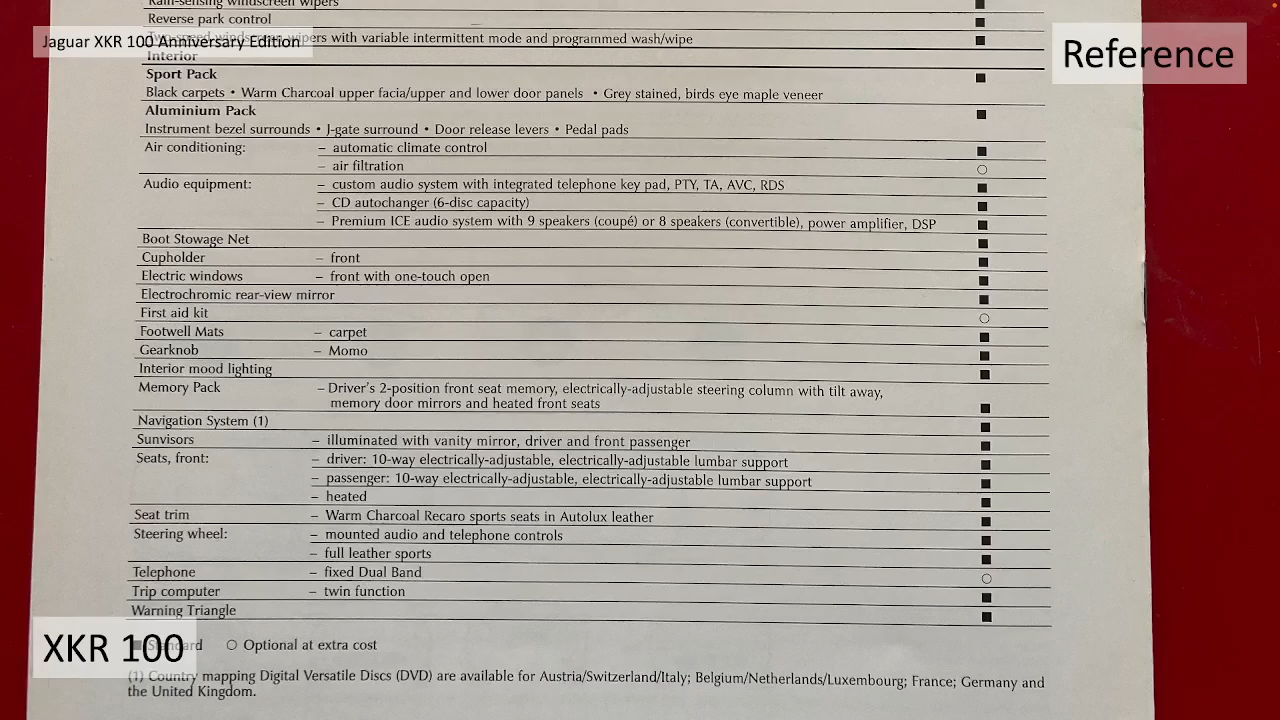 Rain-sensing windscreen wipers
Reverse park control
Two-speed windscreen wipers with variable intermittent mode and programmed wash/wipe
Jaguar XKR 100 Anniversary Edition
Reference
Interior
Sport Pack
Black carpets • Warm Charcoal upper facia/upper and lower door panels • Grey stained, birds eye maple veneer
Aluminium Pack
Instrument bezel surrounds • J-gate surround • Door release levers • Pedal pads
Air conditioning: – automatic climate control
– air filtration
Audio equipment: – custom audio system with integrated telephone key pad, PTY, TA, AVC, RDS
– CD autochanger (6-disc capacity)
– Premium ICE audio system with 9 speakers (coupé) or 8 speakers (convertible), power amplifier, DSP
Boot Stowage Net
Cupholder – front
Electric windows – front with one-touch open
Electrochromic rear-view mirror
First aid kit
Footwell Mats – carpet
Gearknob – Momo
Interior mood lighting
Memory Pack – Driver's 2-position front seat memory, electrically-adjustable steering column with tilt away,
memory door mirrors and heated front seats
Navigation System (1)
Sunvisors – illuminated with vanity mirror, driver and front passenger
Seats, front: – driver: 10-way electrically-adjustable, electrically-adjustable lumbar support
– passenger: 10-way electrically-adjustable, electrically-adjustable lumbar support
– heated
Seat trim – Warm Charcoal Recaro sports seats in Autolux leather
Steering wheel: – mounted audio and telephone controls
– full leather sports
Telephone – fixed Dual Band
Trip computer – twin function
Warning Triangle
■ Standard ○ Optional at extra cost
XKR 100
(1) Country mapping Digital Versatile Discs (DVD) are available for Austria/Switzerland/Italy; Belgium/Netherlands/Luxembourg; France; Germany and
the United Kingdom.